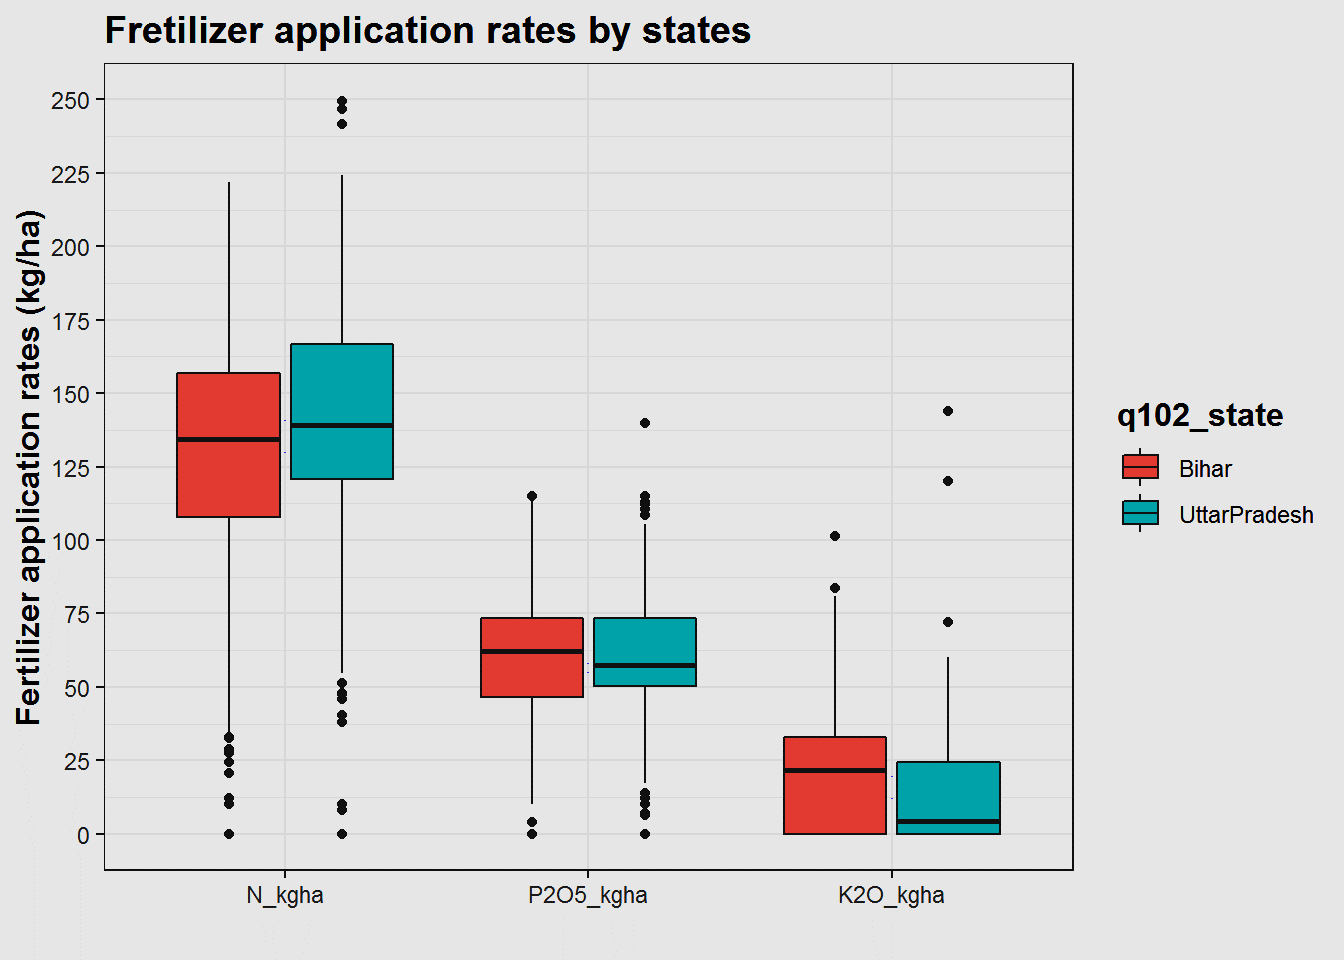 Fretilizer application rates by states
Fertilizer application rates (kg/ha)
250
225
200
175
150
125
100
75
50
25
0
N_kgha
P2O5_kgha
K2O_kgha
q102_state
Bihar
UttarPradesh